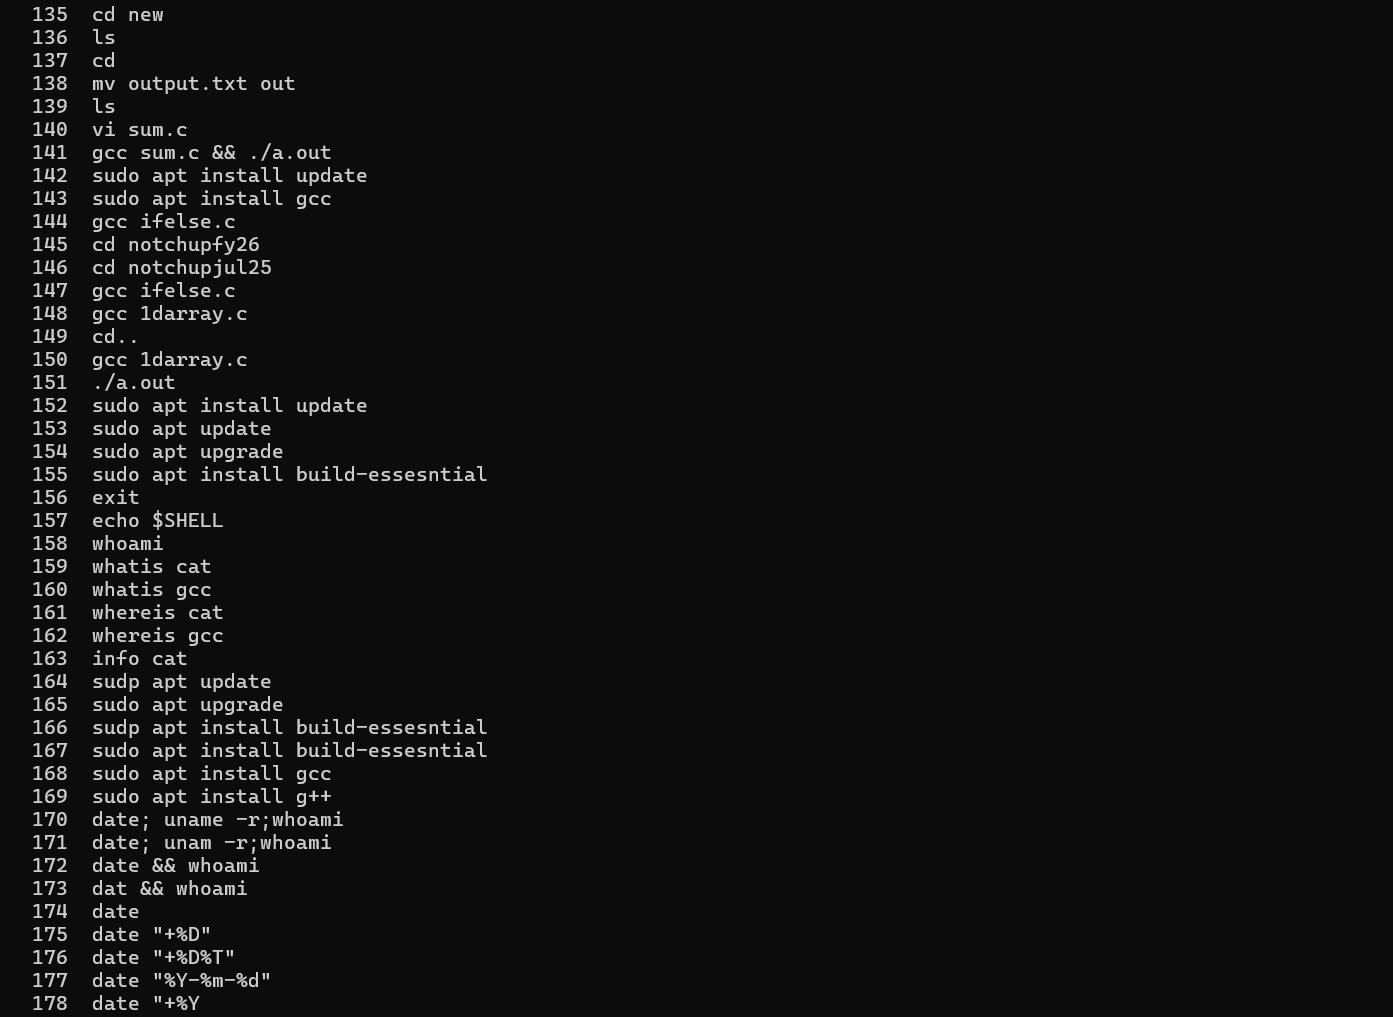 135  cd new
136  ls
137  cd
138  mv output.txt out
139  ls
140  vi sum.c
141  gcc sum.c && ./a.out
142  sudo apt install update
143  sudo apt install gcc
144  gcc ifelse.c
145  cd notchupfy26
146  cd notchupjul25
147  gcc ifelse.c
148  gcc 1darray.c
149  cd..
150  gcc 1darray.c
151  ./a.out
152  sudo apt install update
153  sudo apt update
154  sudo apt upgrade
155  sudo apt install build-essesntial
156  exit
157  echo $SHELL
158  whoami
159  whatis cat
160  whatis gcc
161  whereis cat
162  whereis gcc
163  info cat
164  sudp apt update
165  sudo apt upgrade
166  sudp apt install build-essesntial
167  sudo apt install build-essesntial
168  sudo apt install gcc
169  sudo apt install g++
170  date; uname -r;whoami
171  date; unam -r;whoami
172  date && whoami
173  dat && whoami
174  date
175  date "+%D"
176  date "+%D%T"
177  date "%Y-%m-%d"
178  date "+%Y